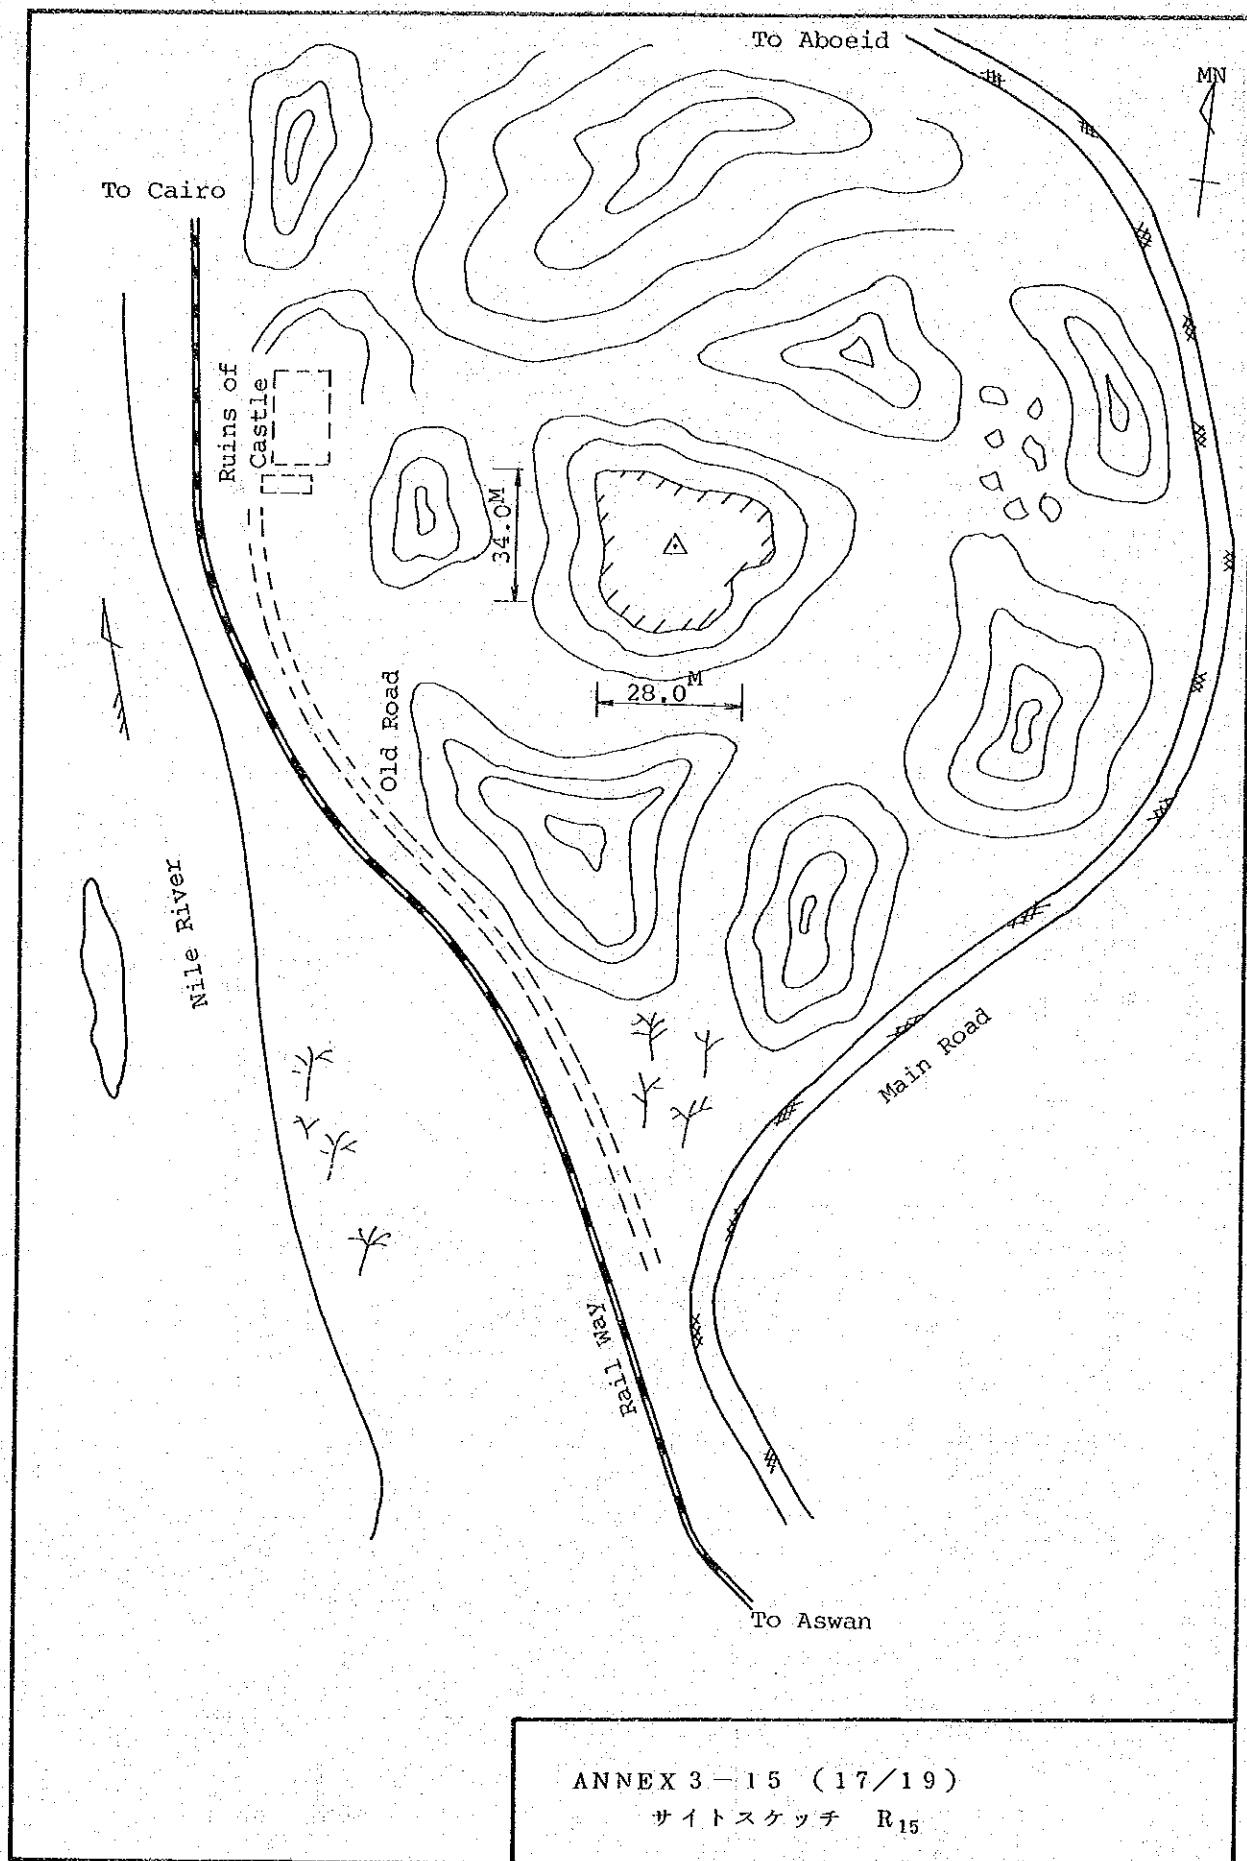 To Aboeid
MN
To Cairo
Ruins of
Castle
34.0M
28.0M
Old Road
Nile River
Main Road
Rail Way
To Aswan
ANNEX 3-15 (17/19)
サイトスケッチ R15